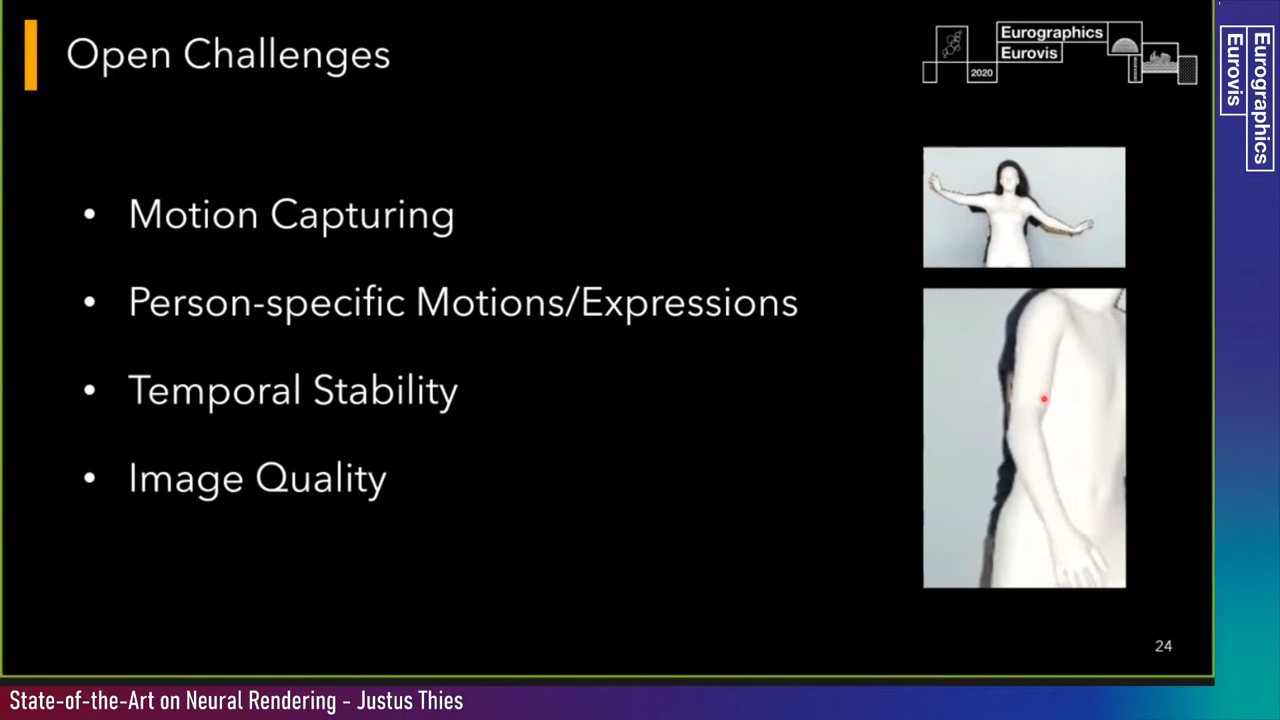 Open Challenges
Eurographics
Eurovis
2020
• Motion Capturing
• Person-specific Motions/Expressions
• Temporal Stability
• Image Quality
24
State-of-the-Art on Neural Rendering - Justus Thies
Eurographics
Eurovis